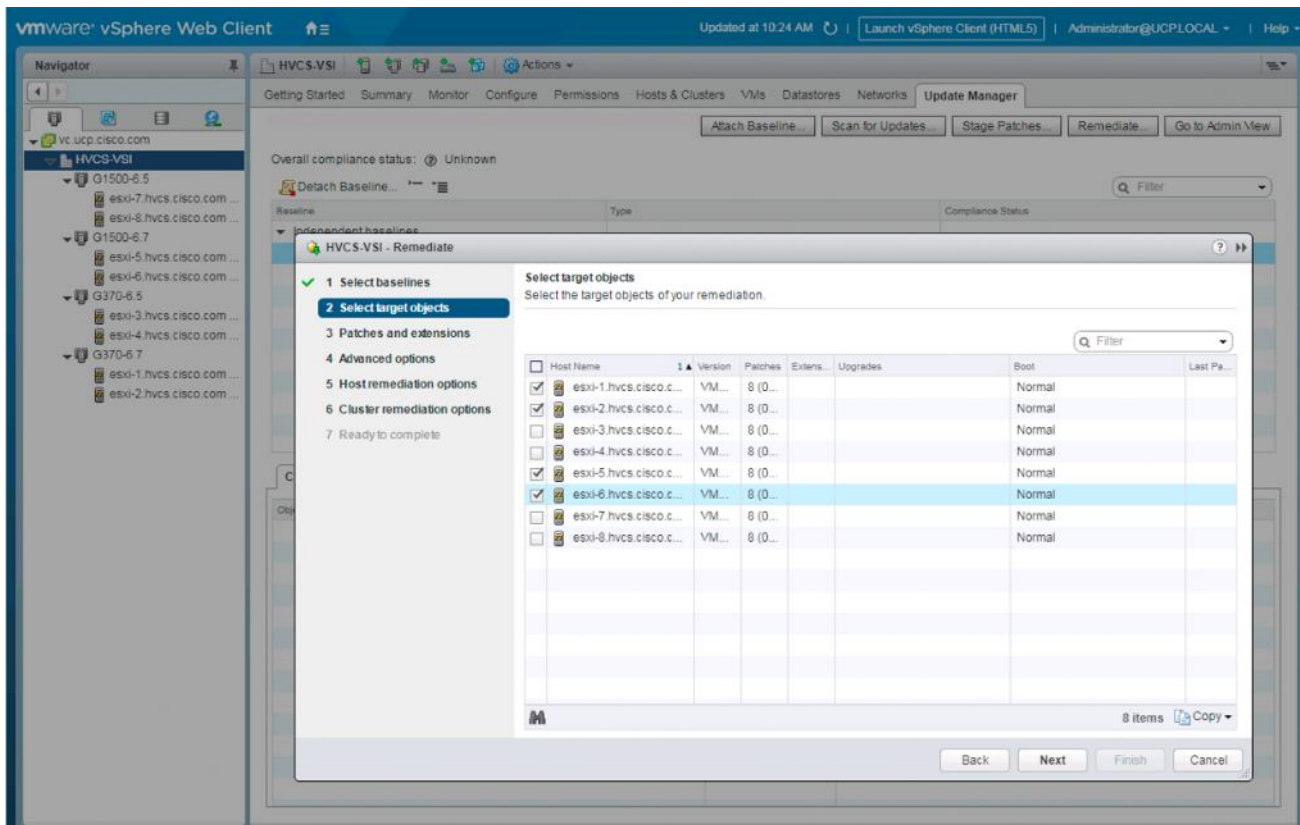 vmware® vSphere Web Client Updated at 10:24 AM | Launch vSphere Client (HTML5) | Administrator@UCP.LOCAL | Help
Navigator
HVCS-VSI | Actions
Getting Started Summary Monitor Configure Permissions Hosts & Clusters VMs Datastores Networks Update Manager
Attach Baseline... Scan for Updates... Stage Patches... Remediate... Go to Admin View
vc.ucp.cisco.com
HVCS-VSI
G1500-6.5
esxi-7.hvcs.cisco.com ...
esxi-8.hvcs.cisco.com ...
G1500-6.7
esxi-5.hvcs.cisco.com ...
esxi-6.hvcs.cisco.com ...
G370-6.5
esxi-3.hvcs.cisco.com ...
esxi-4.hvcs.cisco.com ...
G370-6.7
esxi-1.hvcs.cisco.com ...
esxi-2.hvcs.cisco.com ...
Overall compliance status: Unknown
Detach Baseline... Filter
Baseline Type Compliance Status
Independent baselines
HVCS-VSI - Remediate
1 Select baselines
2 Select target objects
3 Patches and extensions
4 Advanced options
5 Host remediation options
6 Cluster remediation options
7 Ready to complete
Select target objects
Select the target objects of your remediation.
Filter
Host Name 1 Version Patches Extens... Upgrades Boot Last Pa...
esxi-1.hvcs.cisco.c... VM... 8 (0... Normal
esxi-2.hvcs.cisco.c... VM... 8 (0... Normal
esxi-3.hvcs.cisco.c... VM... 8 (0... Normal
esxi-4.hvcs.cisco.c... VM... 8 (0... Normal
esxi-5.hvcs.cisco.c... VM... 8 (0... Normal
esxi-6.hvcs.cisco.c... VM... 8 (0... Normal
esxi-7.hvcs.cisco.c... VM... 8 (0... Normal
esxi-8.hvcs.cisco.c... VM... 8 (0... Normal
8 items Copy
Back Next Finish Cancel